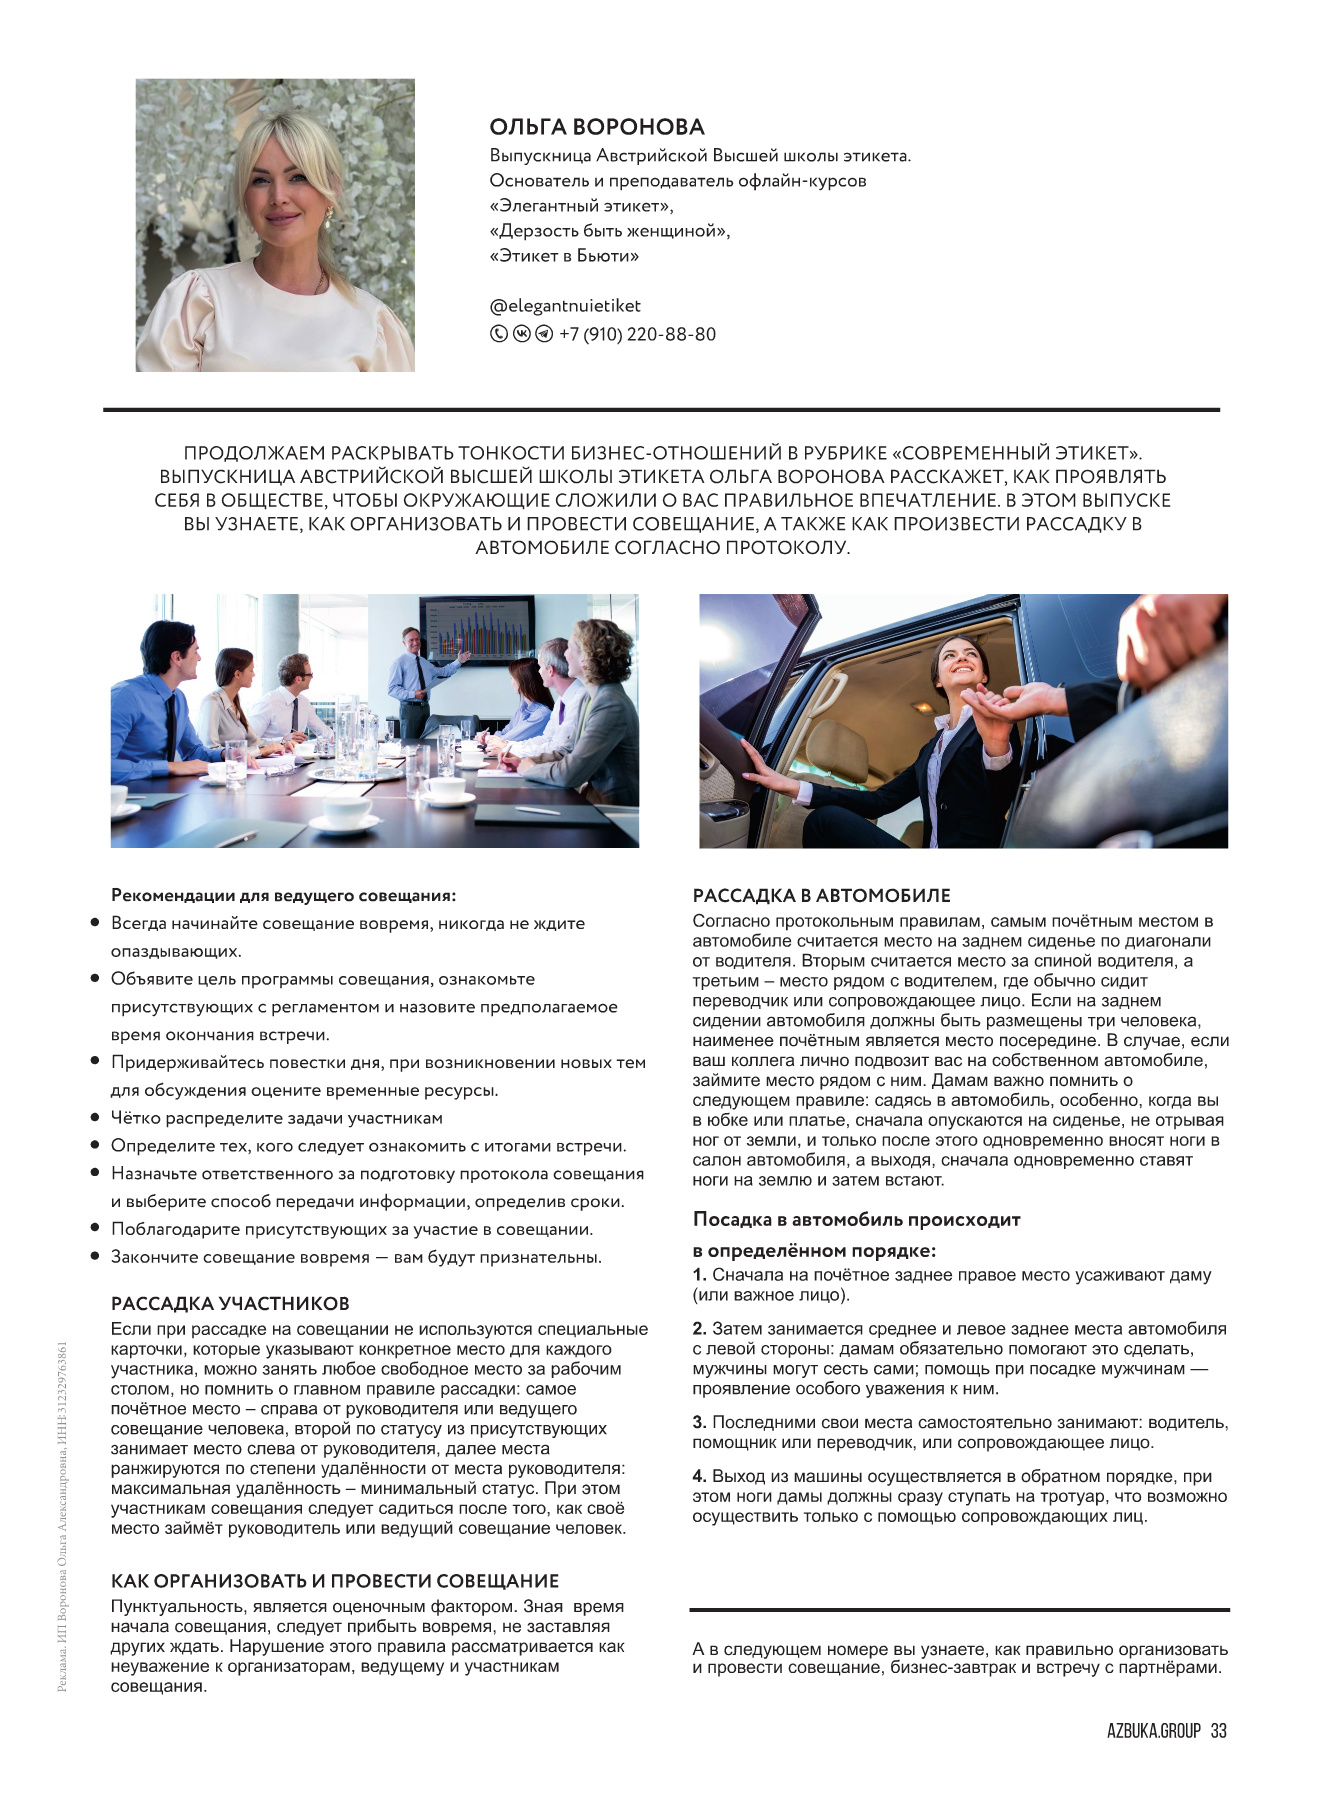 ОЛЬГА ВОРОНОВА
Выпускница Австрийской Высшей школы этикета.
Основатель и преподаватель офлайн-курсов
«Элегантный этикет»,
«Дерзость быть женщиной»,
«Этикет в Бьюти»
@elegantnuietiket
+7 (910) 220-88-80
ПРОДОЛЖАЕМ РАСКРЫВАТЬ ТОНКОСТИ БИЗНЕС-ОТНОШЕНИЙ В РУБРИКЕ «СОВРЕМЕННЫЙ ЭТИКЕТ».
ВЫПУСКНИЦА АВСТРИЙСКОЙ ВЫСШЕЙ ШКОЛЫ ЭТИКЕТА ОЛЬГА ВОРОНОВА РАССКАЖЕТ, КАК ПРОЯВЛЯТЬ
СЕБЯ В ОБЩЕСТВЕ, ЧТОБЫ ОКРУЖАЮЩИЕ СЛОЖИЛИ О ВАС ПРАВИЛЬНОЕ ВПЕЧАТЛЕНИЕ. В ЭТОМ ВЫПУСКЕ
ВЫ УЗНАЕТЕ, КАК ОРГАНИЗОВАТЬ И ПРОВЕСТИ СОВЕЩАНИЕ, А ТАКЖЕ КАК ПРОИЗВЕСТИ РАССАДКУ В
АВТОМОБИЛЕ СОГЛАСНО ПРОТОКОЛУ.
Рекомендации для ведущего совещания:
● Всегда начинайте совещание вовремя, никогда не ждите
опаздывающих.
● Объявите цель программы совещания, ознакомьте
присутствующих с регламентом и назовите предполагаемое
время окончания встречи.
● Придерживайтесь повестки дня, при возникновении новых тем
для обсуждения оцените временные ресурсы.
● Чётко распределите задачи участникам
● Определите тех, кого следует ознакомить с итогами встречи.
● Назначьте ответственного за подготовку протокола совещания
и выберите способ передачи информации, определив сроки.
● Поблагодарите присутствующих за участие в совещании.
● Закончите совещание вовремя — вам будут признательны.
РАССАДКА УЧАСТНИКОВ
Если при рассадке на совещании не используются специальные
карточки, которые указывают конкретное место для каждого
участника, можно занять любое свободное место за рабочим
столом, но помнить о главном правиле рассадки: самое
почётное место – справа от руководителя или ведущего
совещание человека, второй по статусу из присутствующих
занимает место слева от руководителя, далее места
ранжируются по степени удалённости от места руководителя:
максимальная удалённость – минимальный статус. При этом
участникам совещания следует садиться после того, как своё
место займёт руководитель или ведущий совещание человек.
КАК ОРГАНИЗОВАТЬ И ПРОВЕСТИ СОВЕЩАНИЕ
Пунктуальность, является оценочным фактором. Зная время
начала совещания, следует прибыть вовремя, не заставляя
других ждать. Нарушение этого правила рассматривается как
неуважение к организаторам, ведущему и участникам
совещания.
РАССАДКА В АВТОМОБИЛЕ
Согласно протокольным правилам, самым почётным местом в
автомобиле считается место на заднем сиденье по диагонали
от водителя. Вторым считается место за спиной водителя, а
третьим – место рядом с водителем, где обычно сидит
переводчик или сопровождающее лицо. Если на заднем
сидении автомобиля должны быть размещены три человека,
наименее почётным является место посередине. В случае, если
ваш коллега лично подвозит вас на собственном автомобиле,
займите место рядом с ним. Дамам важно помнить о
следующем правиле: садясь в автомобиль, особенно, когда вы
в юбке или платье, сначала опускаются на сиденье, не отрывая
ног от земли, и только после этого одновременно вносят ноги в
салон автомобиля, а выходя, сначала одновременно ставят
ноги на землю и затем встают.
Посадка в автомобиль происходит
в определённом порядке:
1. Сначала на почётное заднее правое место усаживают даму
(или важное лицо).
2. Затем занимается среднее и левое заднее места автомобиля
с левой стороны: дамам обязательно помогают это сделать,
мужчины могут сесть сами; помощь при посадке мужчинам —
проявление особого уважения к ним.
3. Последними свои места самостоятельно занимают: водитель,
помощник или переводчик, или сопровождающее лицо.
4. Выход из машины осуществляется в обратном порядке, при
этом ноги дамы должны сразу ступать на тротуар, что возможно
осуществить только с помощью сопровождающих лиц.
А в следующем номере вы узнаете, как правильно организовать
и провести совещание, бизнес-завтрак и встречу с партнёрами.
Реклама. ИП Воронова Ольга Александровна, ИНН:312329763861
AZBUKA.GROUP 33